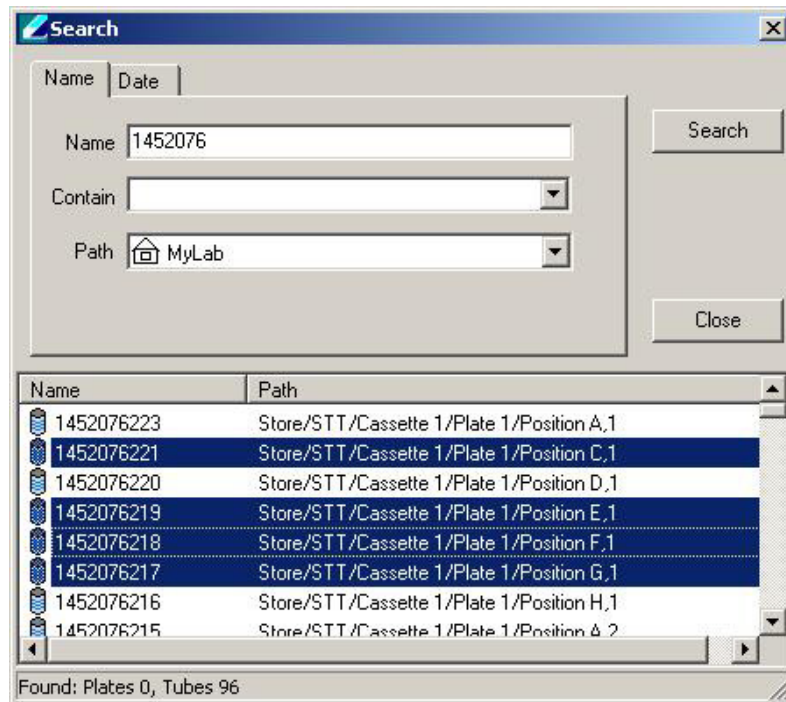 Search
Name Date
Name 1452076
Search
Contain
Path MyLab
Close
Name Path
1452076223 Store/STT/Cassette 1/Plate 1/Position A,1
1452076221 Store/STT/Cassette 1/Plate 1/Position C,1
1452076220 Store/STT/Cassette 1/Plate 1/Position D,1
1452076219 Store/STT/Cassette 1/Plate 1/Position E,1
1452076218 Store/STT/Cassette 1/Plate 1/Position F,1
1452076217 Store/STT/Cassette 1/Plate 1/Position G,1
1452076216 Store/STT/Cassette 1/Plate 1/Position H,1
1452076215 Store/STT/Cassette 1/Plate 1/Position A,2
Found: Plates 0, Tubes 96